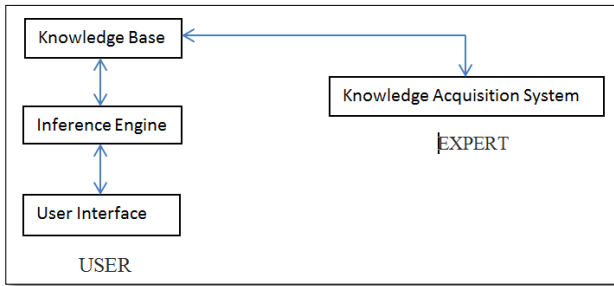 Knowledge Base
Knowledge Acquisition System
Inference Engine
EXPERT
User Interface
USER